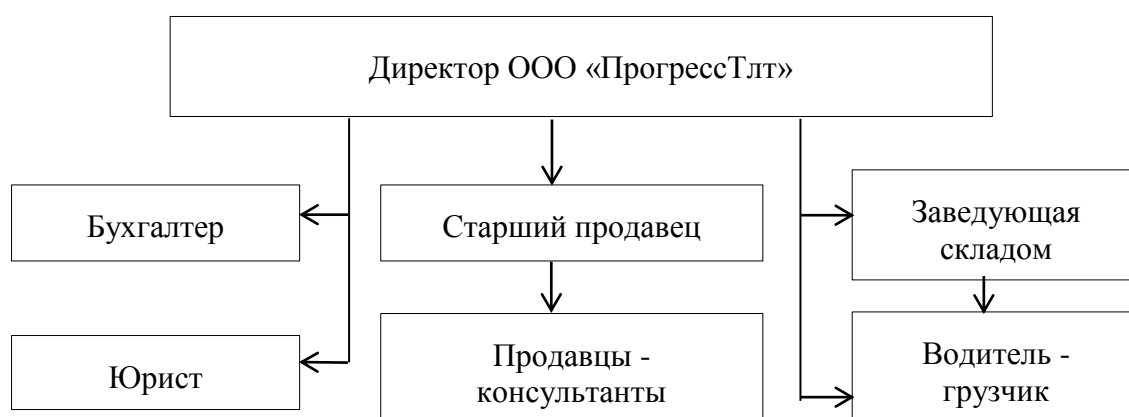 Директор ООО «ПрогрессТлт»
Бухгалтер
Старший продавец
Заведующая
складом
Юрист
Продавцы -
консультанты
Водитель -
грузчик